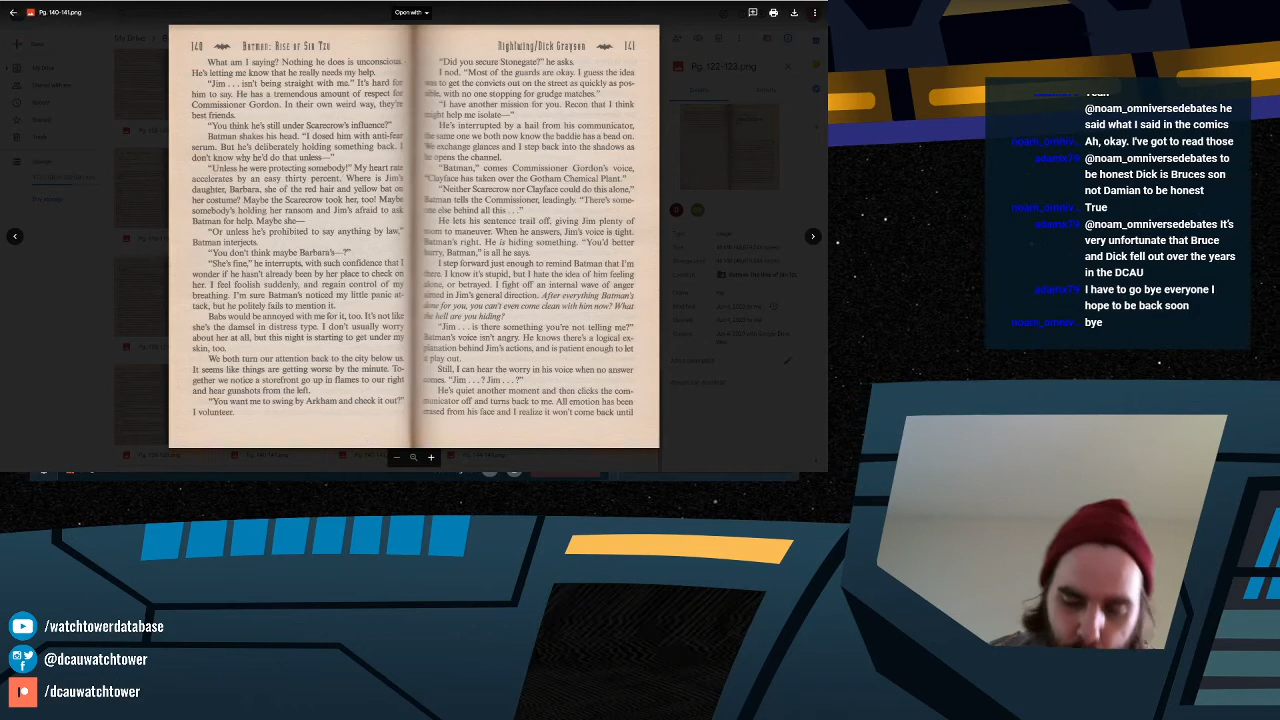 Pg. 140-141.png
Open with
140 Batman: Rise of Sin Tzu
What am I saying? Nothing he does is unconscious.
He's letting me know that he really needs my help.
"Jim . . . isn't being straight with me." It's hard for
him to say. He has a tremendous amount of respect for
Commissioner Gordon. In their own weird way, they're
best friends.
"You think he's still under Scarecrow's influence?"
Batman shakes his head. "I dosed him with anti-fear
serum. But he's deliberately holding something back. I
don't know why he'd do that unless—"
"Unless he were protecting somebody!" My heart rate
accelerates by an easy thirty percent. Where is Jim's
daughter, Barbara, she of the red hair and yellow bat on
her costume? Maybe the Scarecrow took her, too! Maybe
somebody's holding her ransom and Jim's afraid to ask
Batman for help. Maybe she—
"Or unless he's prohibited to say anything by law,"
Batman interjects.
"You don't think maybe Barbara's—?"
"She's fine," he interrupts, with such confidence that I
wonder if he hasn't already been by her place to check on
her. I feel foolish suddenly, and regain control of my
breathing. I'm sure Batman's noticed my little panic at-
tack, but he politely fails to mention it.
Babs would be annoyed with me for it, too. It's not like
she's the damsel in distress type. I don't usually worry
about her at all, but this night is starting to get under my
skin, too.
We both turn our attention back to the city below us.
It seems like things are getting worse by the minute. To-
gether we notice a storefront go up in flames to our right
and hear gunshots from the left.
"You want me to swing by Arkham and check it out?"
I volunteer.
Nightwing/Dick Grayson 141
"Did you secure Stonegate?" he asks.
I nod. "Most of the guards are okay. I guess the idea
was to get the convicts out on the street as quickly as pos-
sible, with no one stopping for grudge matches."
"I have another mission for you. Recon that I think
might help me isolate—"
He's interrupted by a hail from his communicator,
the same one we both now know the baddie has a bead on.
We exchange glances and I step back into the shadows as
he opens the channel.
"Batman," comes Commissioner Gordon's voice,
"Clayface has taken over the Gotham Chemical Plant."
"Neither Scarecrow nor Clayface could do this alone,"
Batman tells the Commissioner, leadingly. "There's some-
one else behind all this . . ."
He lets his sentence trail off, giving Jim plenty of
room to maneuver. When he answers, Jim's voice is tight.
Batman's right. He is hiding something. "You'd better
hurry, Batman," is all he says.
I step forward just enough to remind Batman that I'm
there. I know it's stupid, but I hate the idea of him feeling
alone, or betrayed. I fight off an internal wave of anger
aimed in Jim's general direction. After everything Batman's
done for you, you can't even come clean with him now? What
the hell are you hiding?
"Jim . . . is there something you're not telling me?"
Batman's voice isn't angry. He knows there's a logical ex-
planation behind Jim's actions, and is patient enough to let
it play out.
Still, I can hear the worry in his voice when no answer
comes. "Jim . . . ? Jim . . . ?"
He's quiet another moment and then clicks the com-
municator off and turns back to me. All emotion has been
erased from his face and I realize it won't come back until
Pg. 122-123.png
@noam_omniversedebates he
said what I said in the comics
noam_omniv... Ah, okay. I've got to read those
adamx79 @noam_omniversedebates to
be honest Dick is Bruces son
not Damian to be honest
noam_omniv... True
adamx79 @noam_omniversedebates It's
very unfortunate that Bruce
and Dick fell out over the years
in the DCAU
adamx79 I have to go bye everyone I
hope to be back soon
noam_omniv... bye
/watchtowerdatabase
@dcauwatchtower
/dcauwatchtower